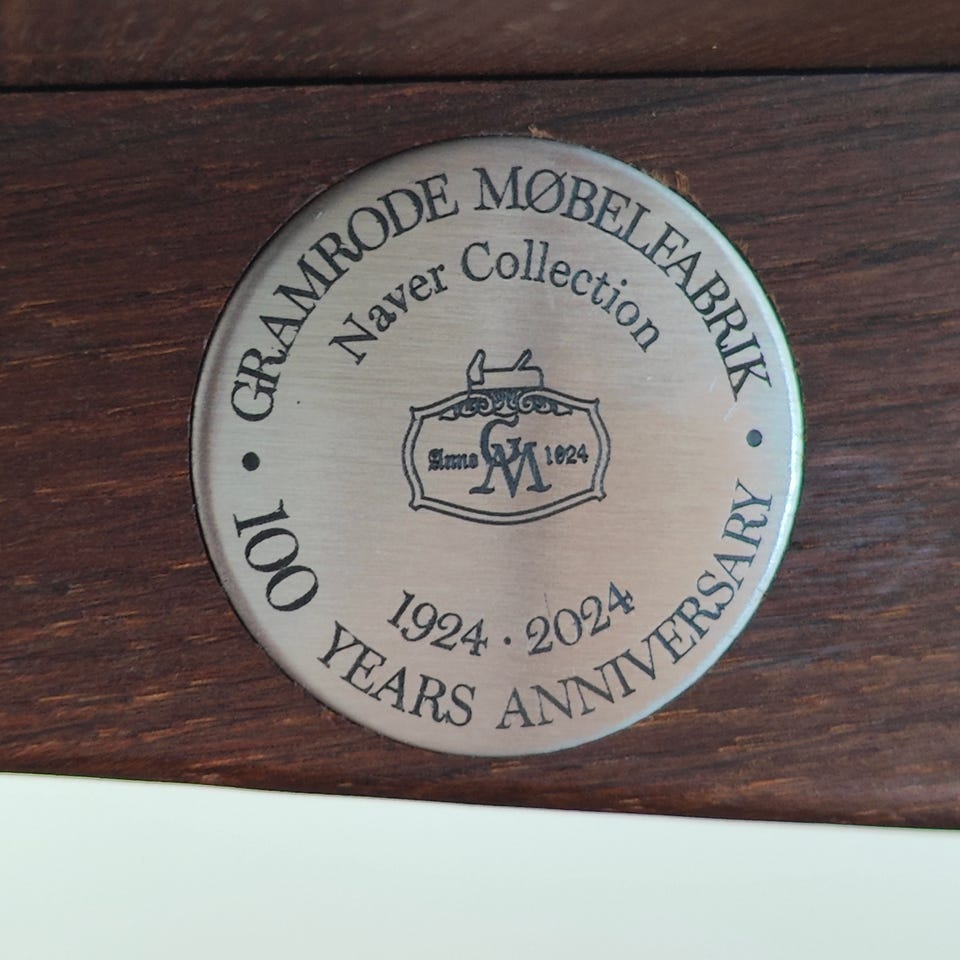 GRAMRODE MØBELFABRIK
Naver Collection
Anno GM 1924
1924 · 2024
· 100 YEARS ANNIVERSARY ·